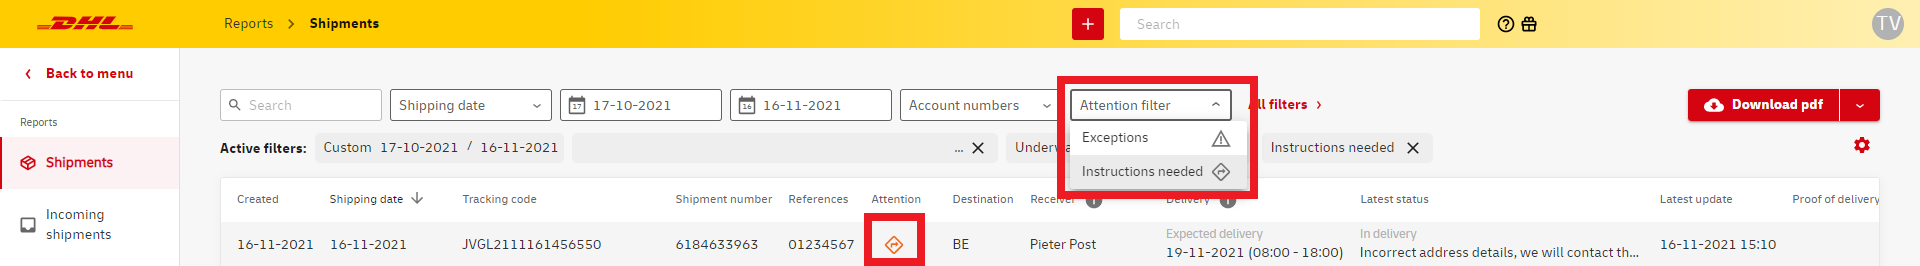 DHL
Reports > Shipments
+
Search
TV
Back to menu
Reports
Shipments
Incoming
shipments
Search
Shipping date
17 17-10-2021
16 16-11-2021
Account numbers
Attention filter
All filters >
Download pdf
Exceptions
Instructions needed
Active filters:
Custom 17-10-2021 / 16-11-2021
...
Instructions needed
Created
Shipping date
Tracking code
Shipment number
References
Attention
Destination
Receiver
Delivery
Latest status
Latest update
Proof of delivery
16-11-2021
16-11-2021
JVGL2111161456550
6184633963
01234567
BE
Pieter Post
Expected delivery
19-11-2021 (08:00 - 18:00)
In delivery
Incorrect address details, we will contact th...
16-11-2021 15:10